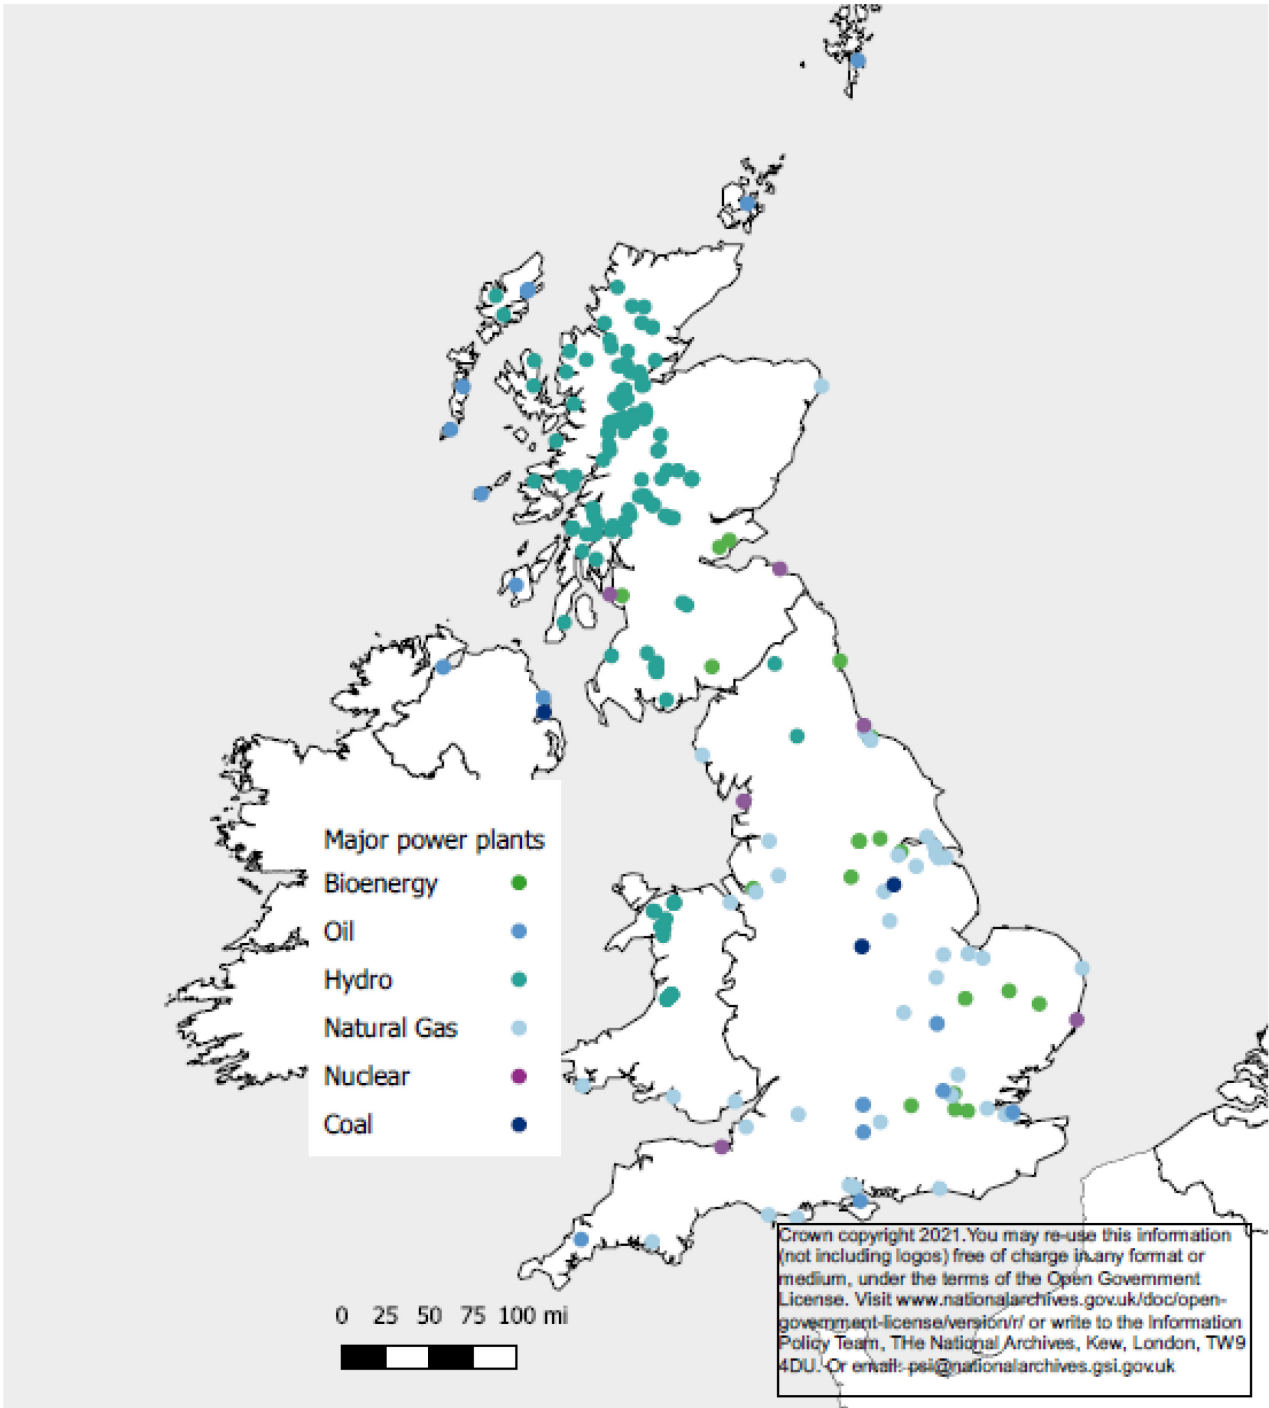 Major power plants
Bioenergy
Oil
Hydro
Natural Gas
Nuclear
Coal
0 25 50 75 100 mi
Crown copyright 2021.You may re-use this information
(not including logos) free of charge in any format or
medium, under the terms of the Open Government
License. Visit www.nationalarchives.gov.uk/doc/open-
government-license/version/r/ or write to the Information
Policy Team, THe National Archives, Kew, London, TW9
4DU. Or email: psi@nationalarchives.gsi.gov.uk